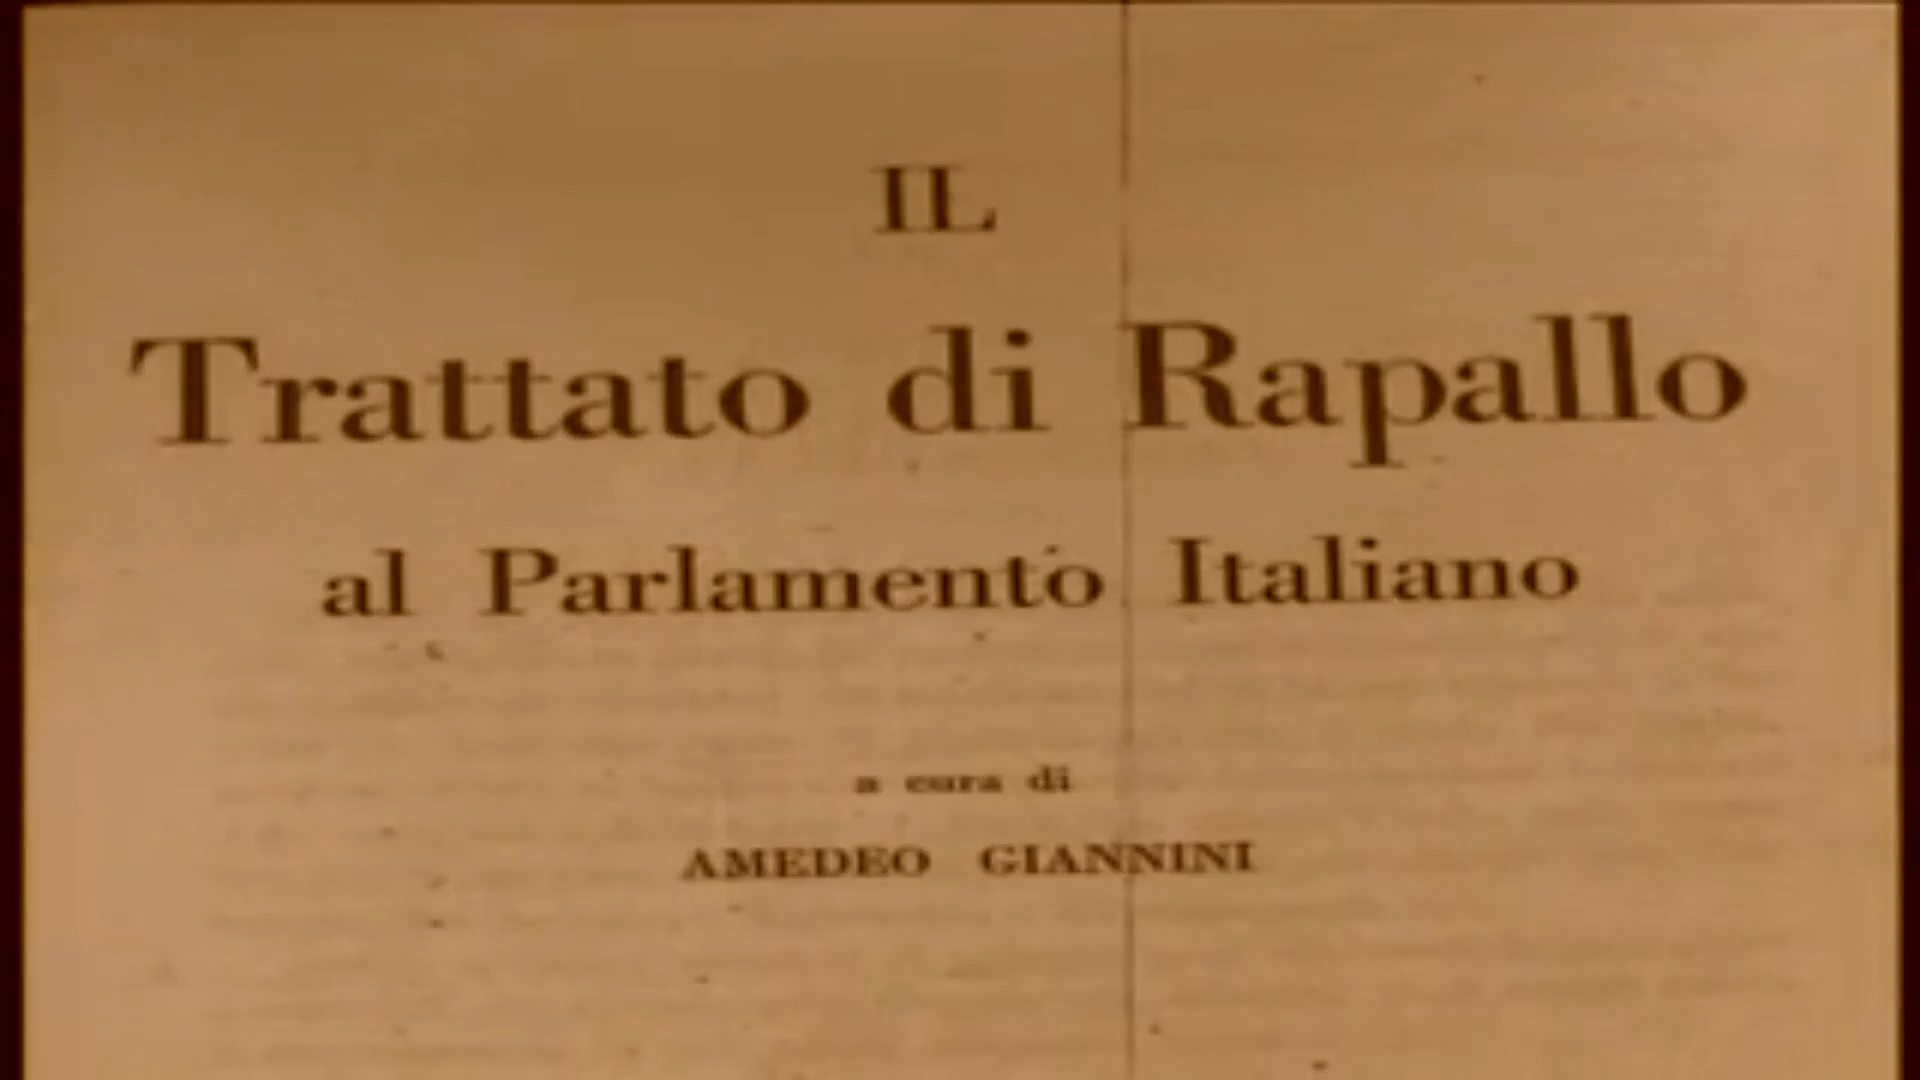 IL
Trattato di Rapallo
al Parlamento Italiano
a cura di
AMEDEO GIANNINI